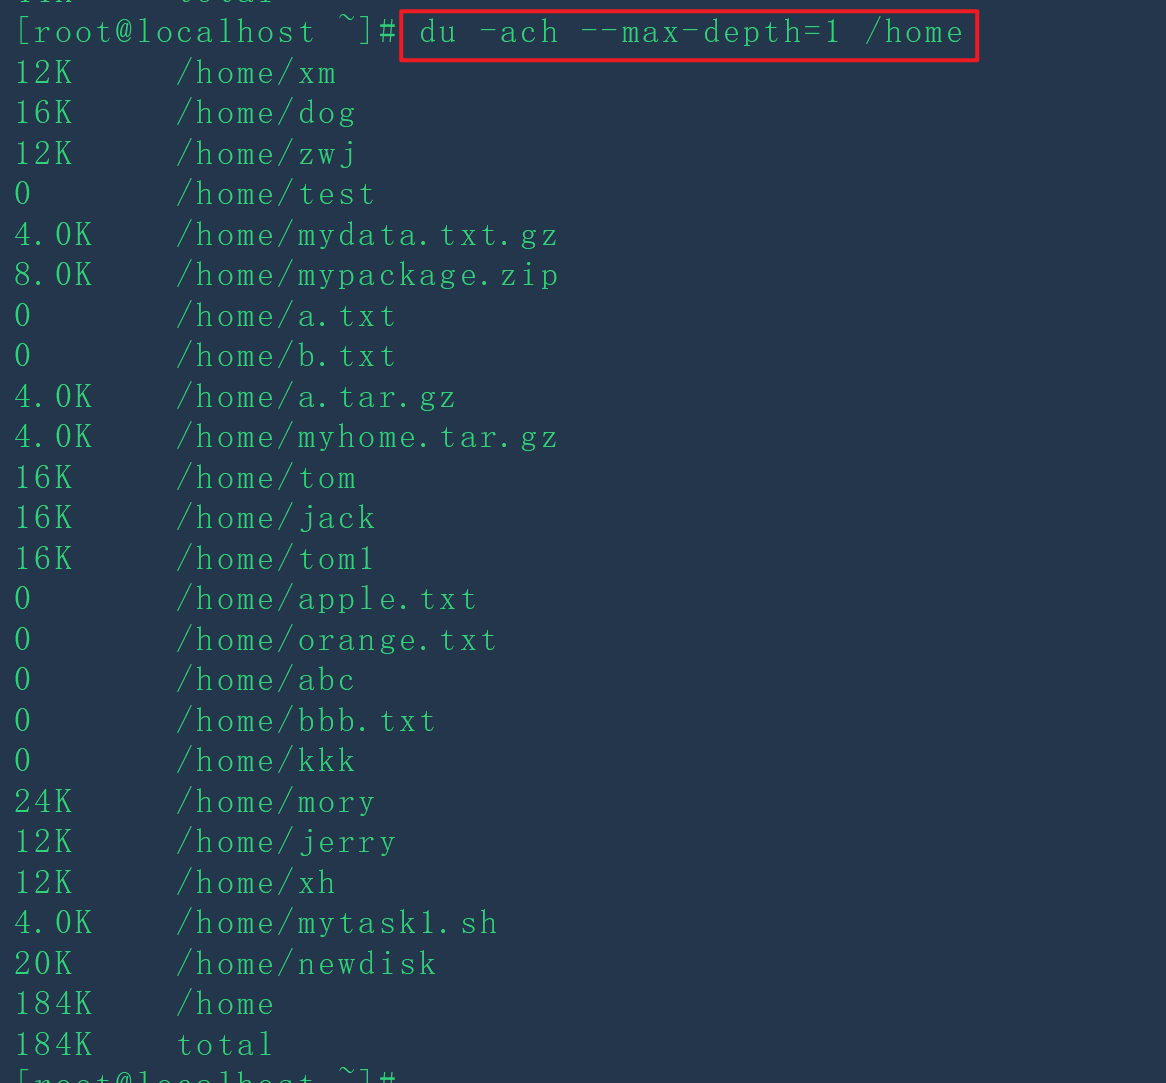 total
[root@localhost ~]# du -ach --max-depth=1 /home
12K /home/xm
16K /home/dog
12K /home/zwj
0 /home/test
4.0K /home/mydata.txt.gz
8.0K /home/mypackage.zip
0 /home/a.txt
0 /home/b.txt
4.0K /home/a.tar.gz
4.0K /home/myhome.tar.gz
16K /home/tom
16K /home/jack
16K /home/tom1
0 /home/apple.txt
0 /home/orange.txt
0 /home/abc
0 /home/bbb.txt
0 /home/kkk
24K /home/mory
12K /home/jerry
12K /home/xh
4.0K /home/mytask1.sh
20K /home/newdisk
184K /home
184K total
[root@localhost ~]#